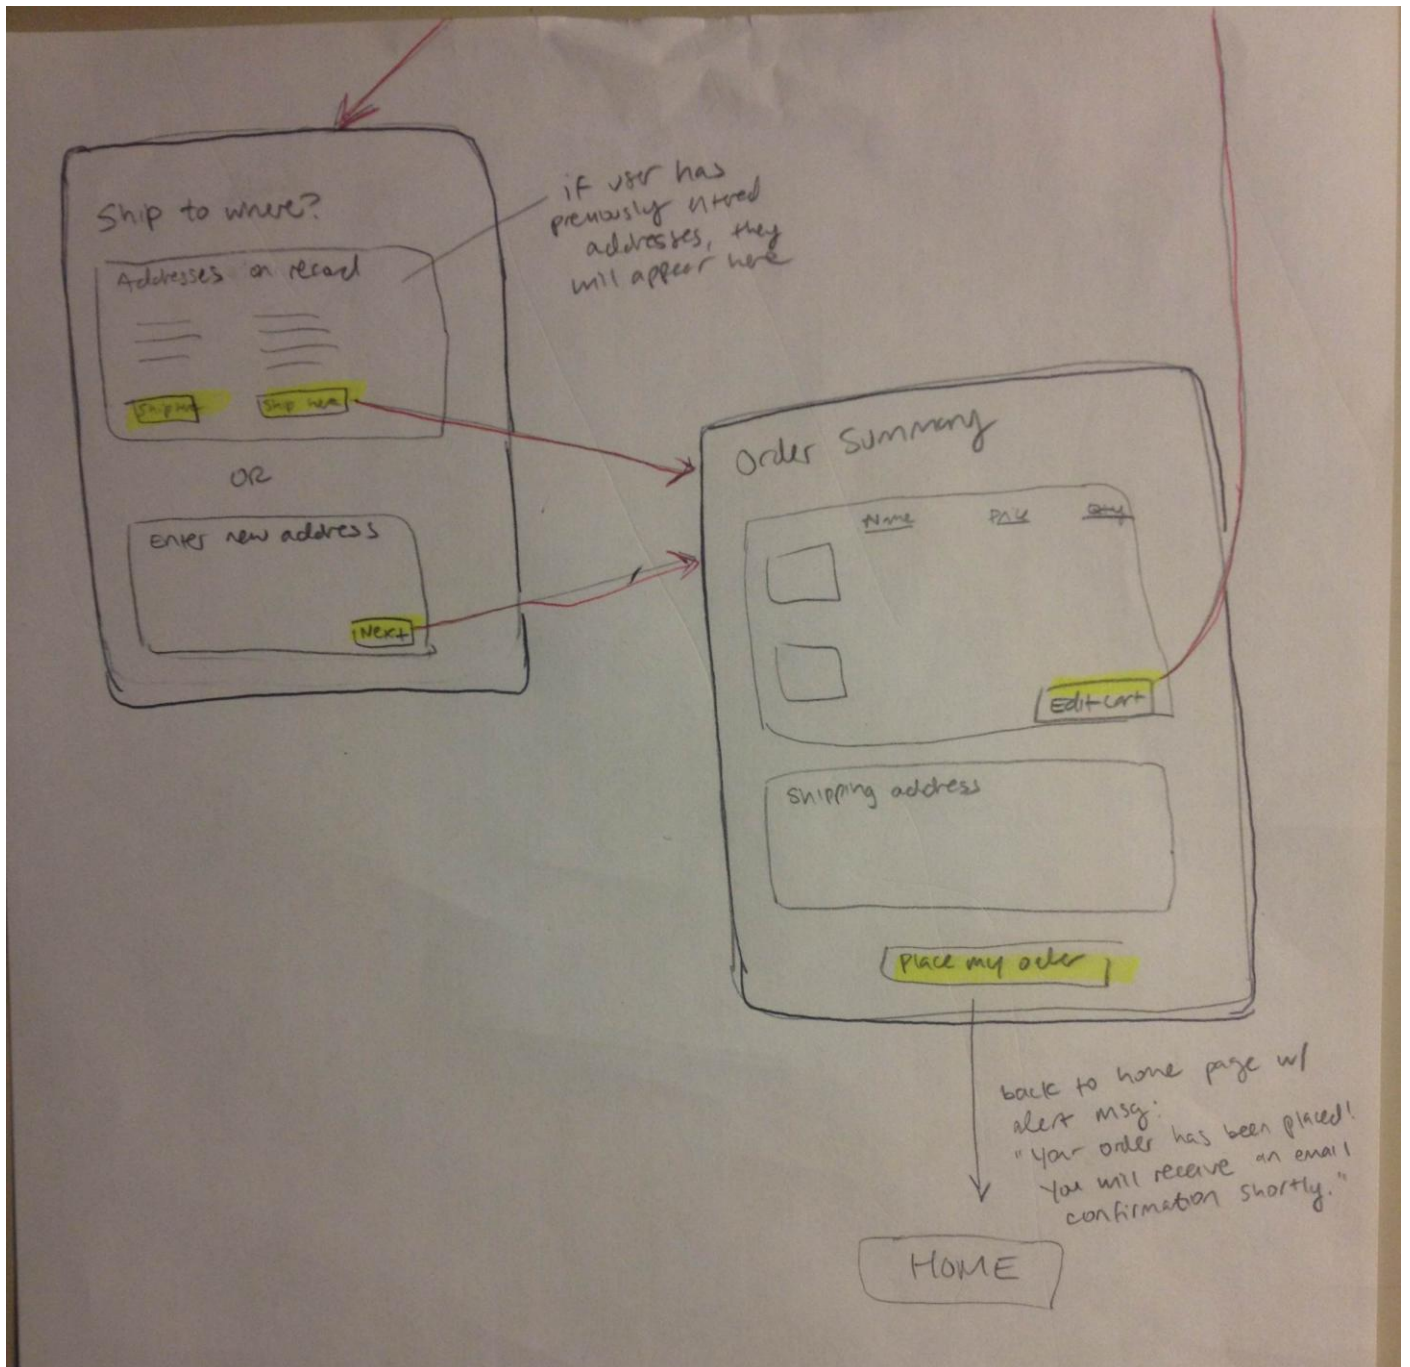 Ship to where?
Addresses on record
Ship here
Ship here
OR
Enter new address
Next
if user has
previously entered
addresses, they
will appear here
Order Summary
Name Price Qty
Edit cart
Shipping address
Place my order
back to home page w/
alert msg:
"Your order has been placed!
You will receive an email
confirmation shortly."
HOME